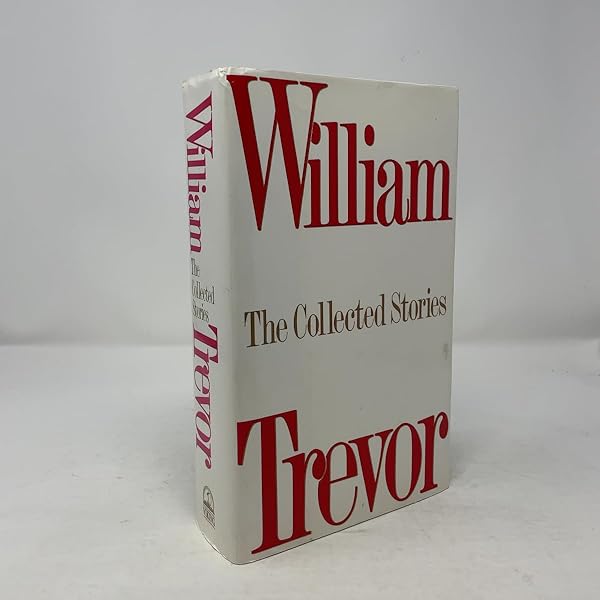 William
The Collected Stories
Trevor
William
The
Collected
Stories
Trevor